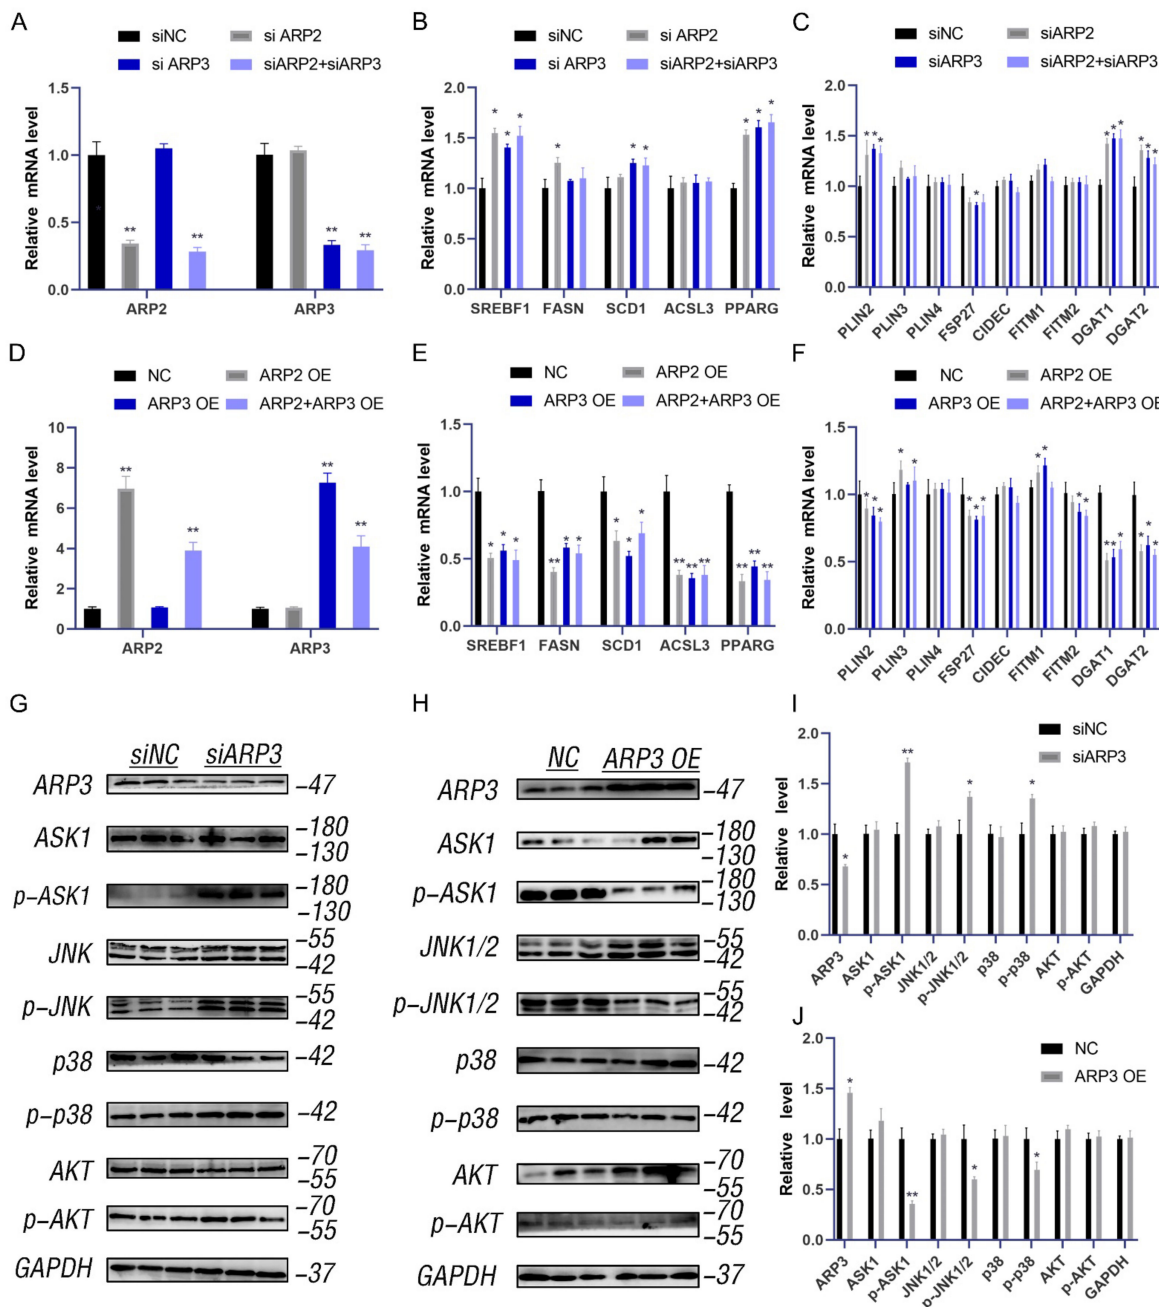 A
siNC
si ARP2
si ARP3
siARP2+siARP3
Relative mRNA level
1.5
1.0
0.5
0.0
**
**
**
**
ARP2
ARP3
B
siNC
si ARP2
si ARP3
siARP2+siARP3
Relative mRNA level
2.0
1.5
1.0
0.5
0.0
* * *
*
* *
* * *
SREBF1 FASN SCD1 ACSL3 PPARG
C
siNC
siARP2
siARP3
siARP2+siARP3
Relative mRNA level
2.0
1.5
1.0
0.5
0.0
* * *
*
* * *
* * *
PLIN2 PLIN3 PLIN4 FSP27 CIDEC FITM1 FITM2 DGAT1 DGAT2
D
NC
ARP2 OE
ARP3 OE
ARP2+ARP3 OE
Relative mRNA level
10
8
6
4
2
0
**
**
**
**
ARP2
ARP3
E
NC
ARP2 OE
ARP3 OE
ARP2+ARP3 OE
Relative mRNA level
1.5
1.0
0.5
0.0
* * *
** * *
* * *
** ** **
** ** **
SREBF1 FASN SCD1 ACSL3 PPARG
F
NC
ARP2 OE
ARP3 OE
ARP2+ARP3 OE
Relative mRNA level
2.0
1.5
1.0
0.5
0.0
* * *
* *
* * *
* *
* *
** *
* * *
PLIN2 PLIN3 PLIN4 FSP27 CIDEC FITM1 FITM2 DGAT1 DGAT2
G
siNC siARP3
ARP3 –47
ASK1 –180
–130
p–ASK1 –180
–130
JNK –55
–42
p–JNK –55
–42
p38 –42
p–p38 –42
AKT –70
–55
p–AKT –70
–55
GAPDH –37
H
NC ARP3 OE
ARP3 –47
ASK1 –180
–130
p–ASK1 –180
–130
JNK1/2 –55
–42
p–JNK1/2 –55
–42
p38 –42
p–p38 –42
AKT –70
–55
p–AKT –70
–55
GAPDH –37
I
siNC
siARP3
Relative level
2.0
1.5
1.0
0.5
0.0
*
**
*
*
ARP3 ASK1 p-ASK1 JNK1/2 p-JNK1/2 p38 p-p38 AKT p-AKT GAPDH
J
NC
ARP3 OE
Relative level
2.0
1.5
1.0
0.5
0.0
*
**
*
*
ARP3 ASK1 p-ASK1 JNK1/2 p-JNK1/2 p38 p-p38 AKT p-AKT GAPDH